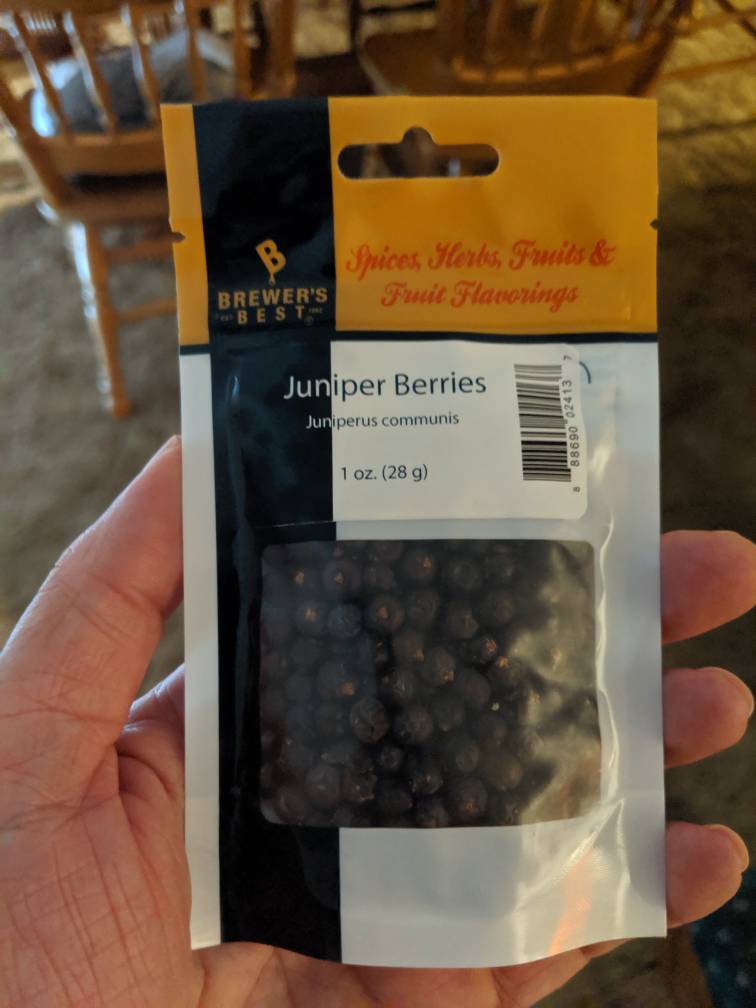 B
BREWER'S
BEST
Spices, Herbs, Fruits &
Fruit Flavorings
Juniper Berries
Juniperus communis
1 oz. (28 g)
8 88690 02413 7